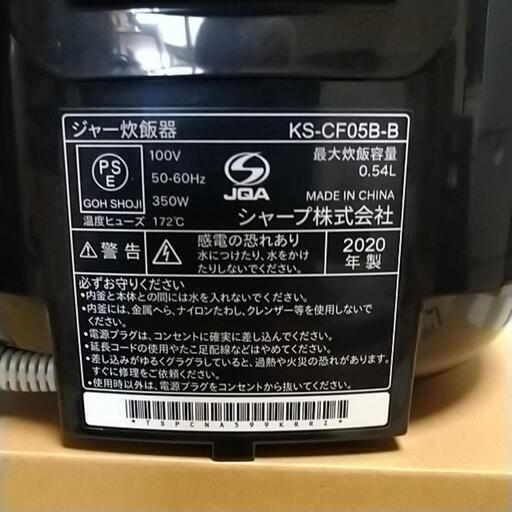 ジャー炊飯器 KS-CF05B-B
PS
E
GOH SHOJI
100V
50-60Hz
350W
温度ヒューズ 172℃
JQA
最大炊飯容量
0.54L
MADE IN CHINA
シャープ株式会社
警告
感電の恐れあり
水につけたり、水をかけ
たりしないでください。
2020
年製
必ずお守りください
•内釜と本体との間には水を入れないでください。
•内釜には、金属へら、ナイロンたわし、クレンザー等を使用しないで
ください。
•電源プラグは、コンセントに確実に差し込んでください。
•延長コードの使用やたこ足配線などはやめてください。
•差し込みがゆるくグラグラしていると、過熱や火災の恐れがあります。
すぐに修理をご依頼ください。
•使用時以外は、電源プラグをコンセントから抜いてください。
*TSPCNA599KRRZ*